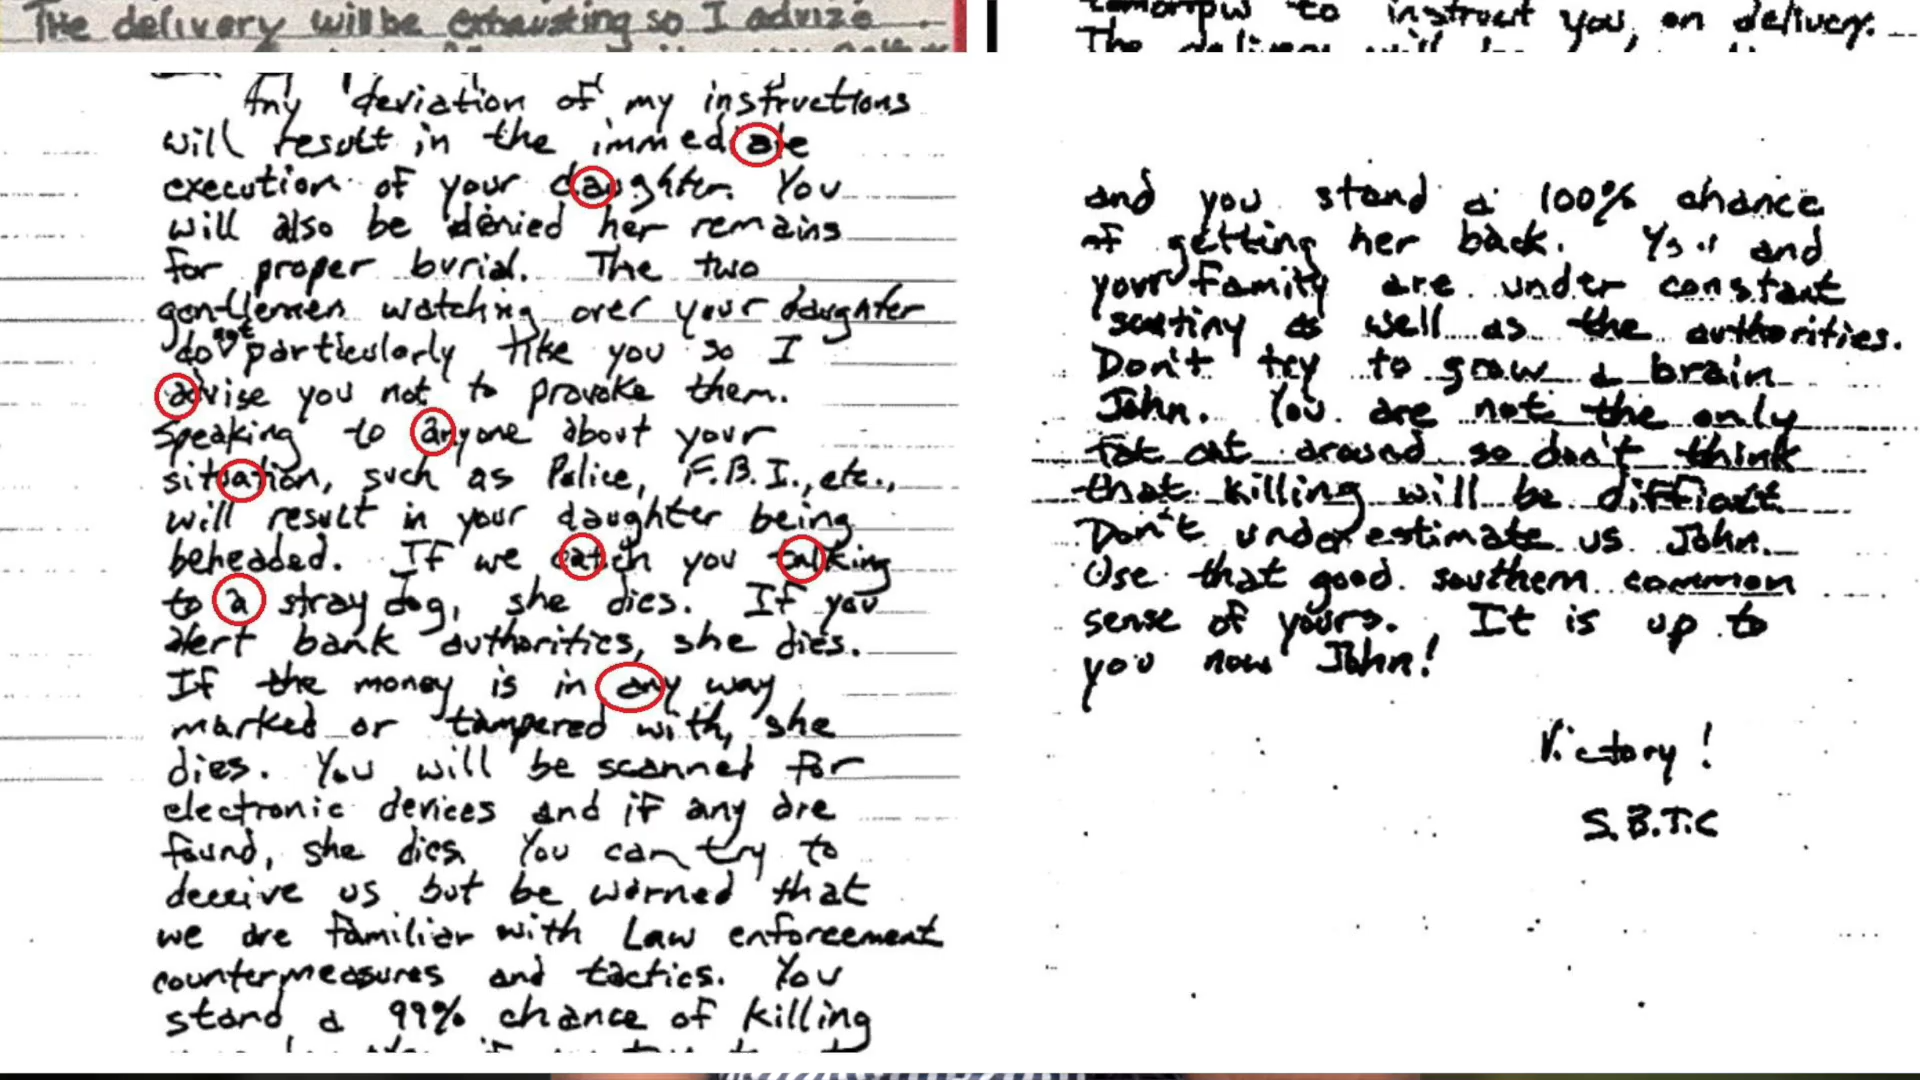 The delivery will be exhausting so I advize
tomorrow to instruct you, on delivery.
The delivery will be
Any deviation of my instructions
will result in the immediate
execution of your daughter. You
will also be denied her remains
for proper burial. The two
gentlemen watching over your daughter
do not particularly like you so I
advise you not to provoke them.
Speaking to anyone about your
situation, such as Police, F.B.I., etc.,
will result in your daughter being
beheaded. If we catch you talking
to a stray dog, she dies. If you
alert bank authorities, she dies.
If the money is in any way
marked or tampered with, she
dies. You will be scanned for
electronic devices and if any are
found, she dies. You can try to
deceive us but be warned that
we are familiar with Law enforcement
countermeasures and tactics. You
stand a 99% chance of killing
and you stand a 100% chance
of getting her back. You and
your family are under constant
scutiny as well as the authorities.
Don't try to grow a brain
John. You are not the only
fat cat around so don't think
that killing will be difficult.
Don't underestimate us John.
Use that good southern common
sense of yours. It is up to
you now John!
Victory!
S.B.T.C